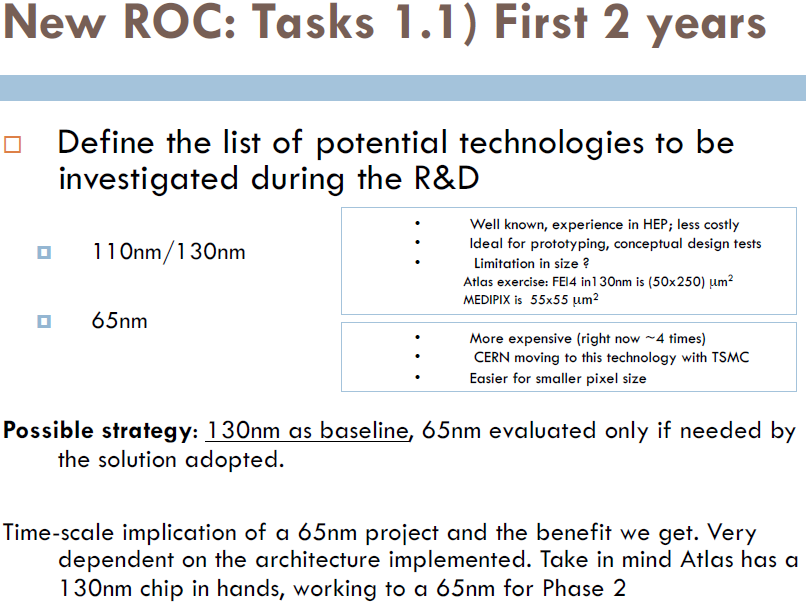 New ROC: Tasks 1.1) First 2 years
Define the list of potential technologies to be
investigated during the R&D
110nm/130nm
• Well known, experience in HEP; less costly
• Ideal for prototyping, conceptual design tests
• Limitation in size ?
Atlas exercise: FEI4 in130nm is (50x250) µm²
MEDIPIX is 55x55 µm²
65nm
• More expensive (right now ~4 times)
• CERN moving to this technology with TSMC
• Easier for smaller pixel size
Possible strategy: 130nm as baseline, 65nm evaluated only if needed by
the solution adopted.
Time-scale implication of a 65nm project and the benefit we get. Very
dependent on the architecture implemented. Take in mind Atlas has a
130nm chip in hands, working to a 65nm for Phase 2